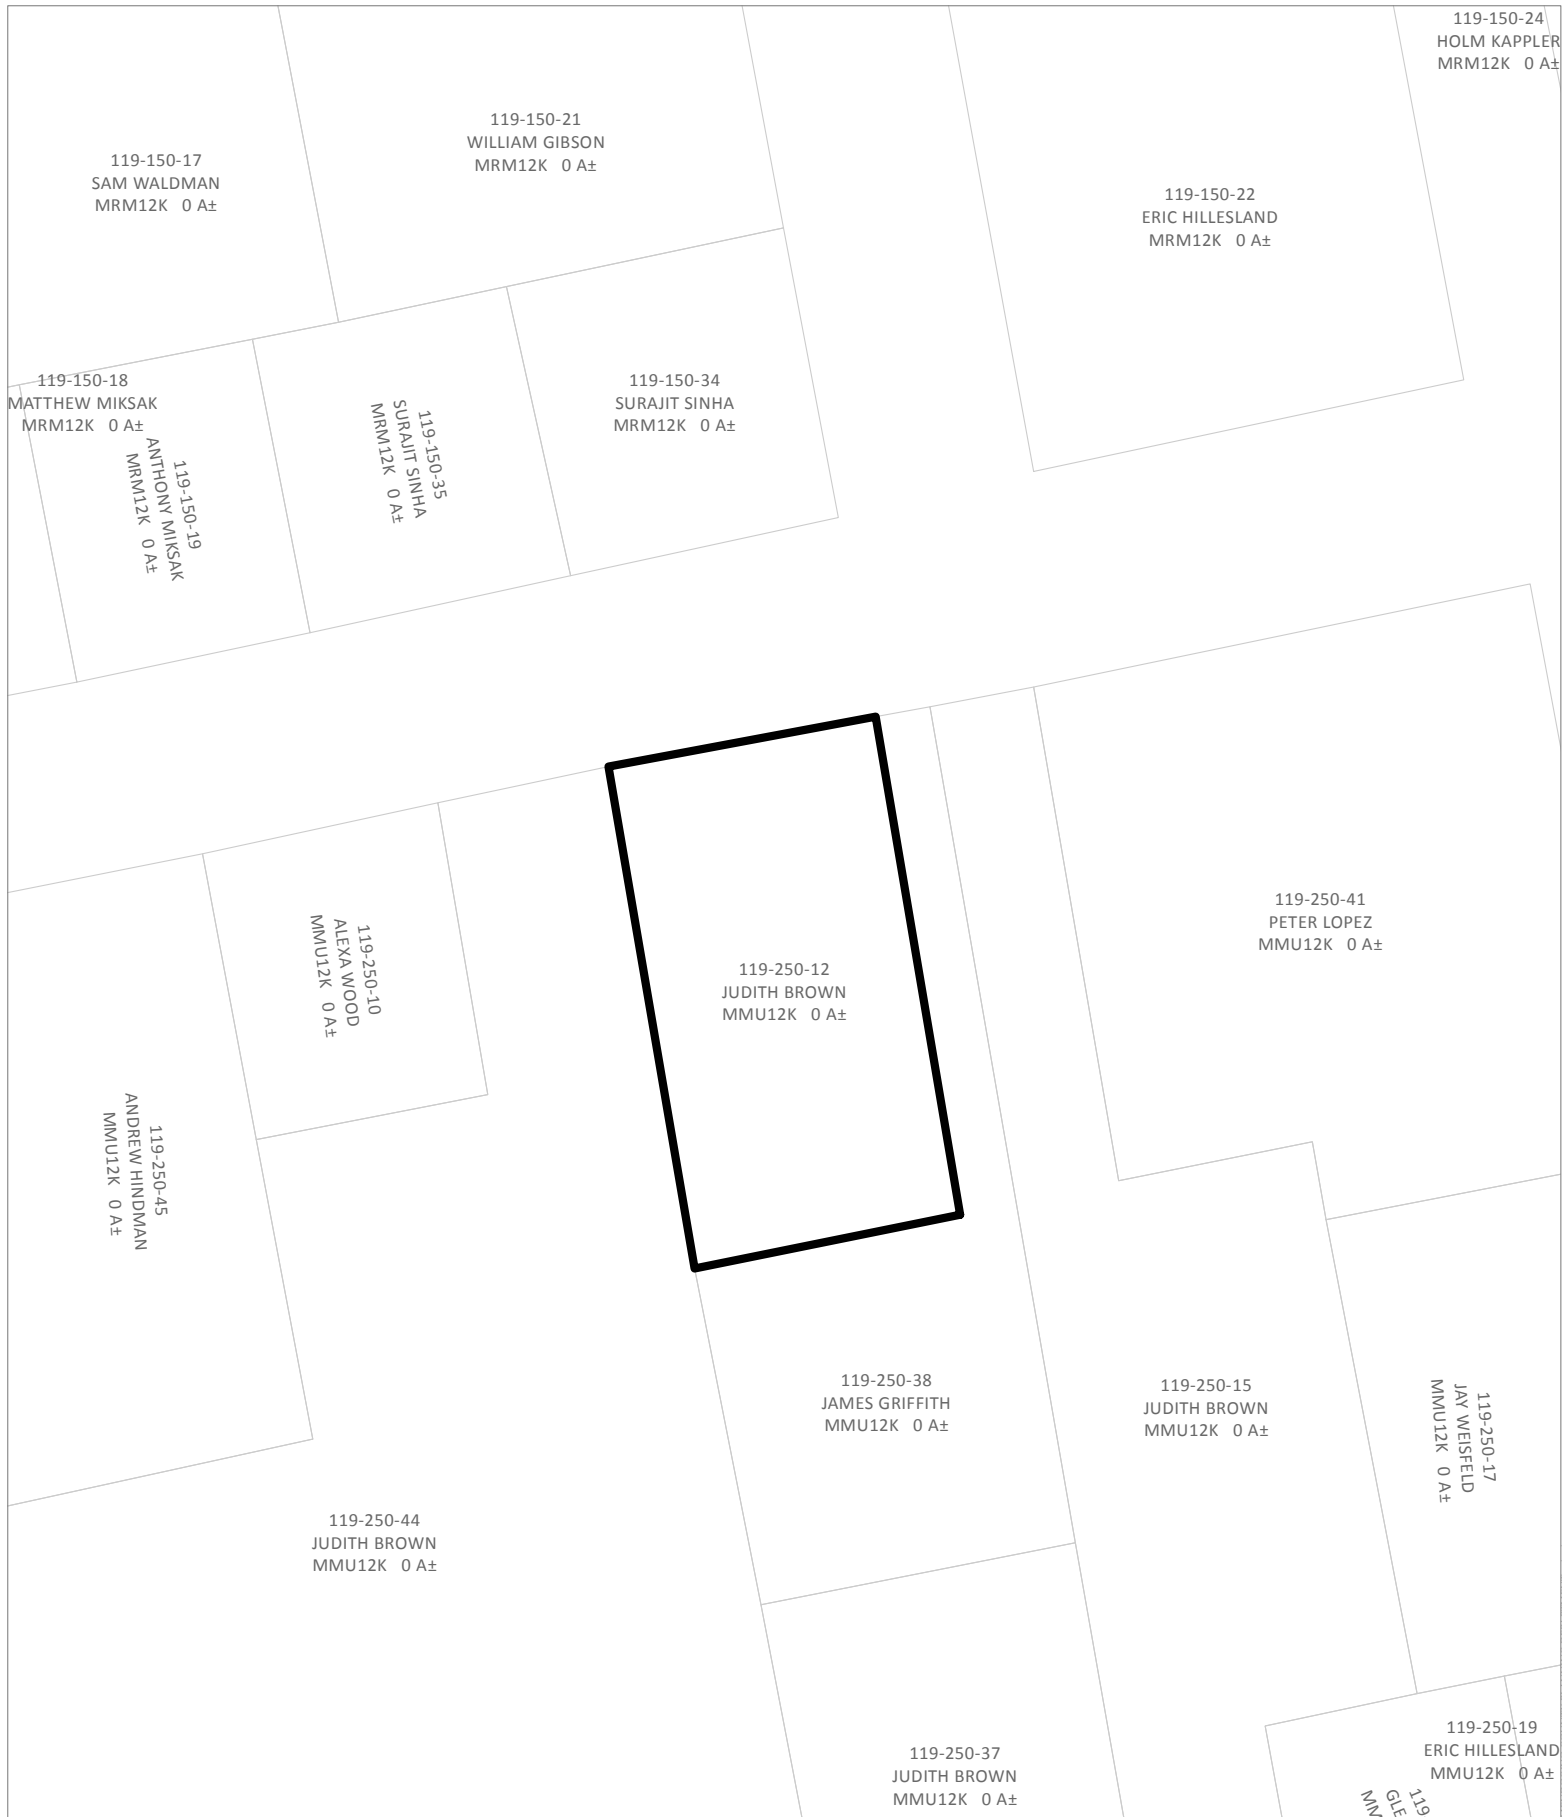 119-150-24
HOLM KAPPLER
MRM12K 0 A±
119-150-21
WILLIAM GIBSON
MRM12K 0 A±
119-150-17
SAM WALDMAN
MRM12K 0 A±
119-150-22
ERIC HILLESLAND
MRM12K 0 A±
119-150-18
MATTHEW MIKSAK
MRM12K 0 A±
119-150-34
SURAJIT SINHA
MRM12K 0 A±
119-150-35
SURAJIT SINHA
MRM12K 0 A±
119-150-19
ANTHONY MIKSAK
MRM12K 0 A±
119-250-41
PETER LOPEZ
MMU12K 0 A±
119-250-10
ALEXA WOOD
MMU12K 0 A±
119-250-12
JUDITH BROWN
MMU12K 0 A±
119-250-45
ANDREW HINDMAN
MMU12K 0 A±
119-250-38
JAMES GRIFFITH
MMU12K 0 A±
119-250-15
JUDITH BROWN
MMU12K 0 A±
119-250-17
JAY WEISFELD
MMU12K 0 A±
119-250-44
JUDITH BROWN
MMU12K 0 A±
119-250-19
ERIC HILLESLAND
MMU12K 0 A±
119-250-37
JUDITH BROWN
MMU12K 0 A±
119
GLE